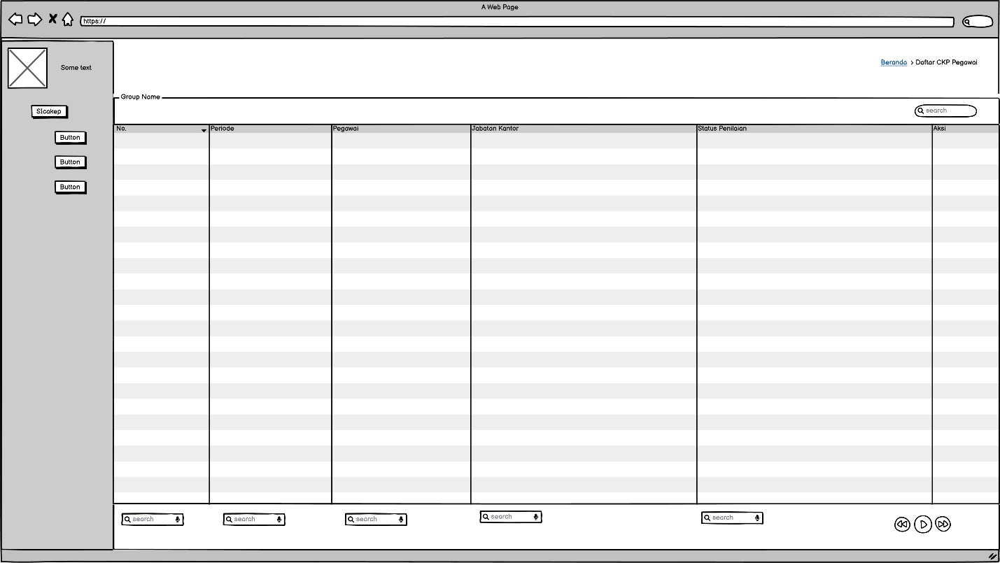 A Web Page
https://
Some text
Beranda > Daftar CKP Pegawai
Group Name
search
SIcakep
Button
Button
Button
No. Periode Pegawai Jabatan Kantor Status Penilaian Aksi
search search search search search